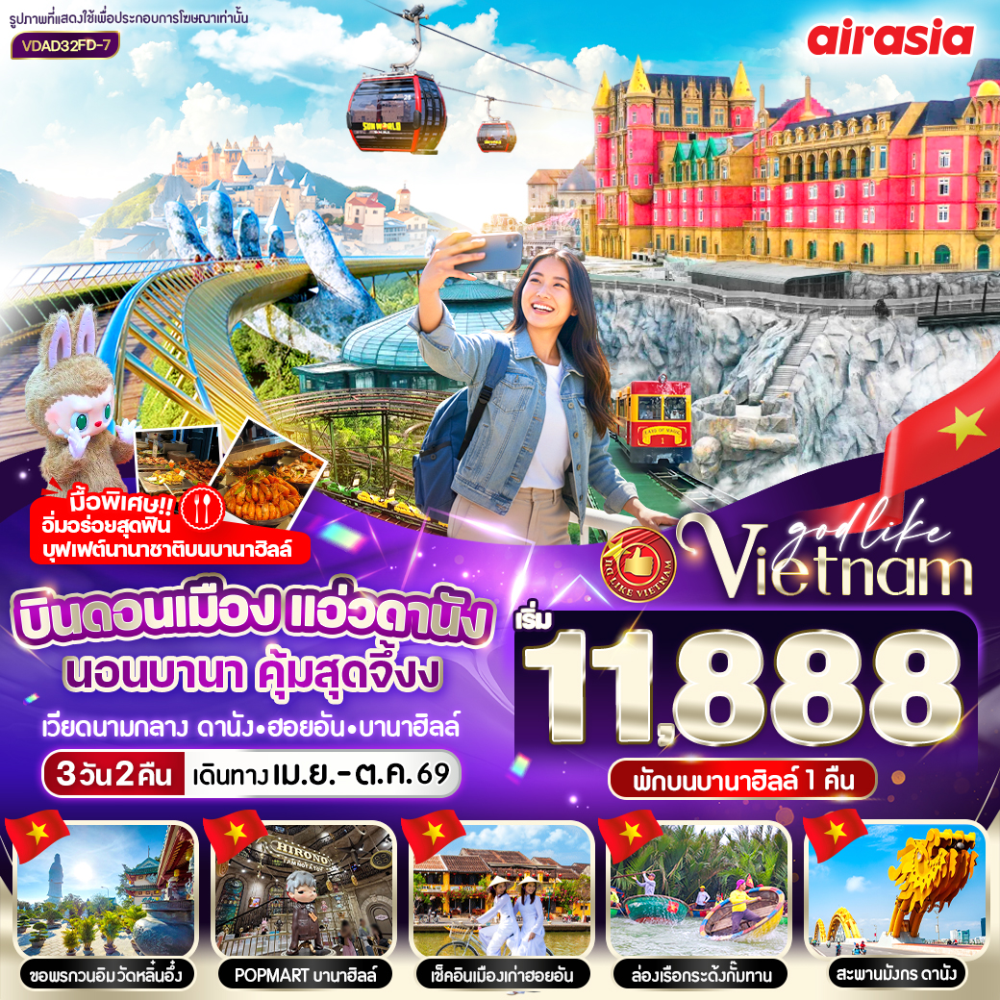 รูปภาพที่แสดงใช้เพื่อประกอบการโฆษณาเท่านั้น
VDAD32FD-7
airasia
SUN WORLD
มื้อพิเศษ!!
อิ่มอร่อยสุดฟิน
บุฟเฟต์นานาชาติบนบานาฮิลล์
BIG LIKE VIETNAM
godlike
Vietnam
บินดอนเมือง แอ่วดานัง
นอนบานา คุ้มสุดจึ้งง
เวียดนามกลาง ดานัง•ฮอยอัน•บานาฮิลล์
3 วัน 2 คืน เดินทาง เม.ย. - ต.ค. 69
เริ่ม
11,888
พักบนบานาฮิลล์ 1 คืน
HIRONO
ขอพรกวนอิม วัดหลิ๋นอึ๋ง
POPMART บานาฮิลล์
เช็คอินเมืองเก่าฮอยอัน
ล่องเรือกระด้งกั๊มทาน
สะพานมังกร ดานัง